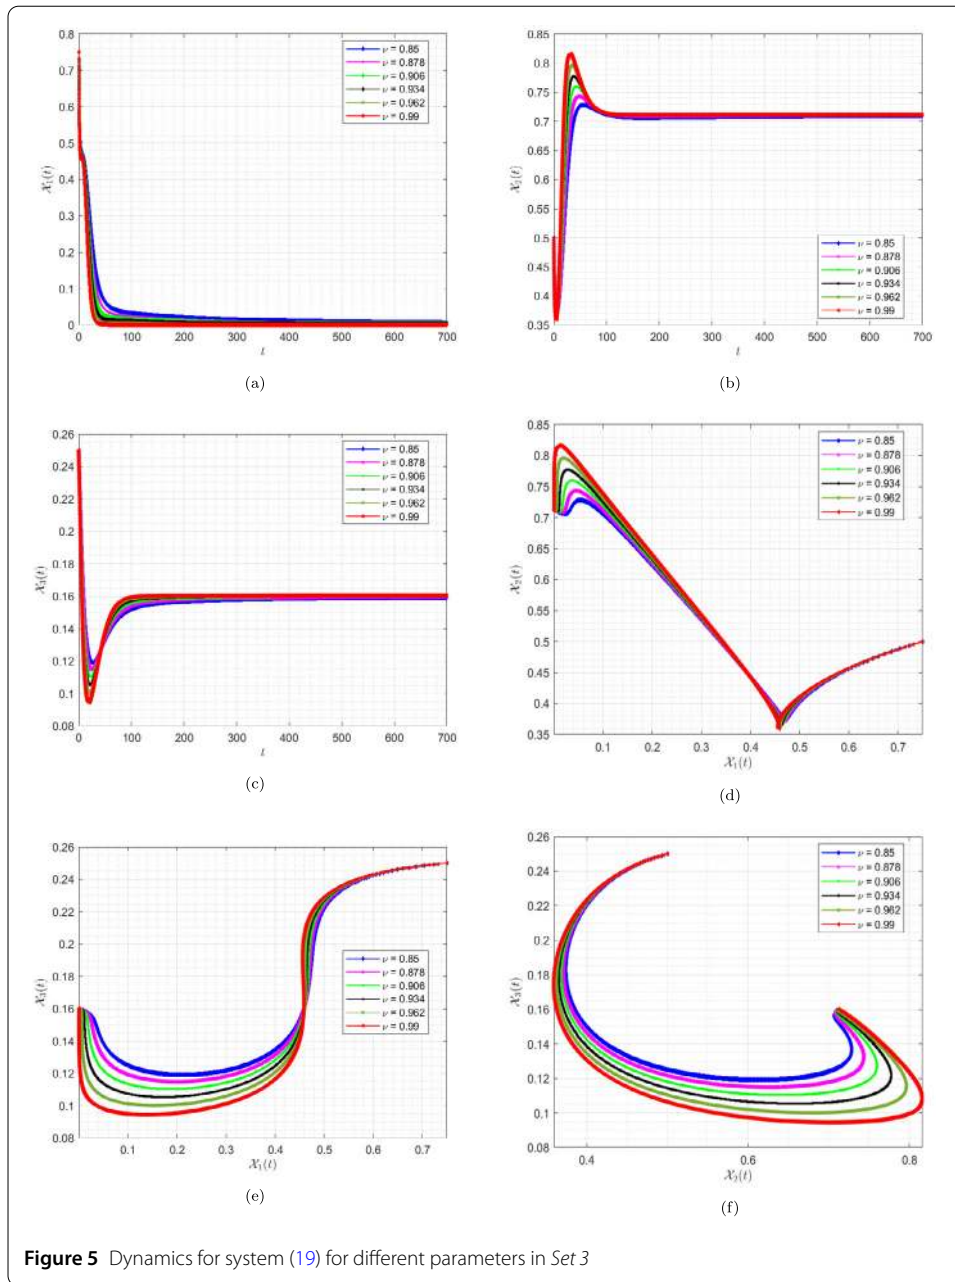 0.8
0.7
0.6
0.5
0.4
0.3
0.2
0.1
0
0 100 200 300 400 500 600 700
X₁(t)
t
ν = 0.85
ν = 0.878
ν = 0.906
ν = 0.934
ν = 0.962
ν = 0.99
(a)
0.85
0.8
0.75
0.7
0.65
0.6
0.55
0.5
0.45
0.4
0.35
0 100 200 300 400 500 600 700
X₂(t)
t
ν = 0.85
ν = 0.878
ν = 0.906
ν = 0.934
ν = 0.962
ν = 0.99
(b)
0.26
0.24
0.22
0.2
0.18
0.16
0.14
0.12
0.1
0.08
0 100 200 300 400 500 600 700
X₃(t)
t
ν = 0.85
ν = 0.878
ν = 0.906
ν = 0.934
ν = 0.962
ν = 0.99
(c)
0.85
0.8
0.75
0.7
0.65
0.6
0.55
0.5
0.45
0.4
0.35
0.1 0.2 0.3 0.4 0.5 0.6 0.7
X₂(t)
X₁(t)
ν = 0.85
ν = 0.878
ν = 0.906
ν = 0.934
ν = 0.962
ν = 0.99
(d)
0.26
0.24
0.22
0.2
0.18
0.16
0.14
0.12
0.1
0.08
0 0.1 0.2 0.3 0.4 0.5 0.6 0.7
X₃(t)
X₁(t)
ν = 0.85
ν = 0.878
ν = 0.906
ν = 0.934
ν = 0.962
ν = 0.99
(e)
0.26
0.24
0.22
0.2
0.18
0.16
0.14
0.12
0.1
0.08
0.4 0.6 0.8
X₃(t)
X₂(t)
ν = 0.85
ν = 0.878
ν = 0.906
ν = 0.934
ν = 0.962
ν = 0.99
(f)
Figure 5 Dynamics for system (19) for different parameters in Set 3